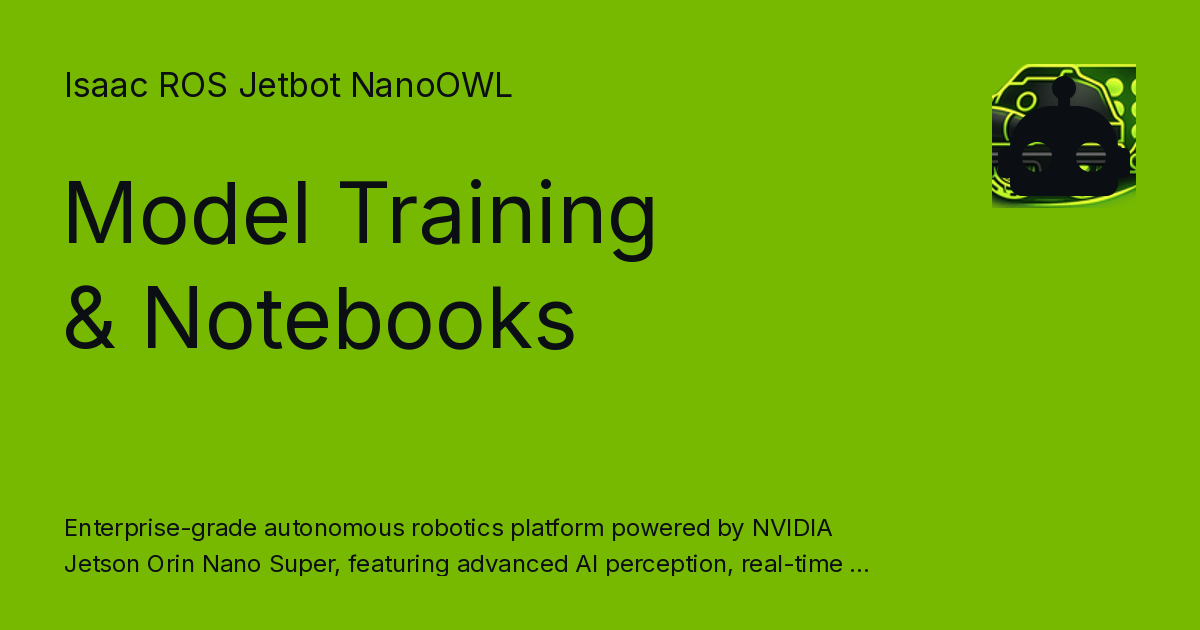 Isaac ROS Jetbot NanoOWL
Model Training
& Notebooks
Enterprise-grade autonomous robotics platform powered by NVIDIA
Jetson Orin Nano Super, featuring advanced AI perception, real-time ...